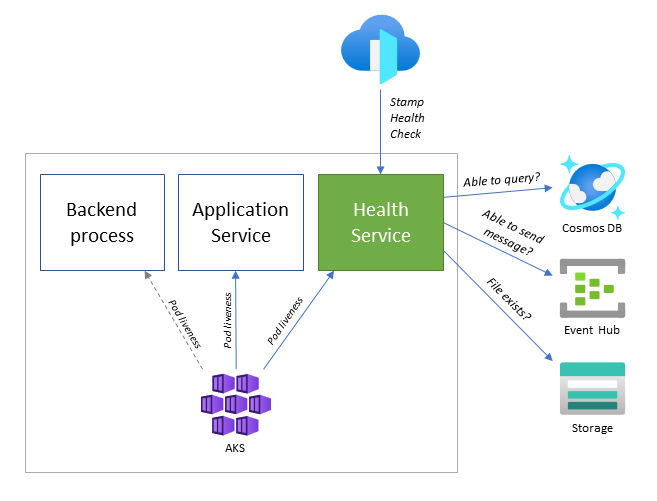 Stamp
Health
Check
Backend
process
Application
Service
Health
Service
Able to query?
Cosmos DB
Able to send
message?
Event Hub
File exists?
Storage
Pod liveness
Pod liveness
Pod liveness
AKS